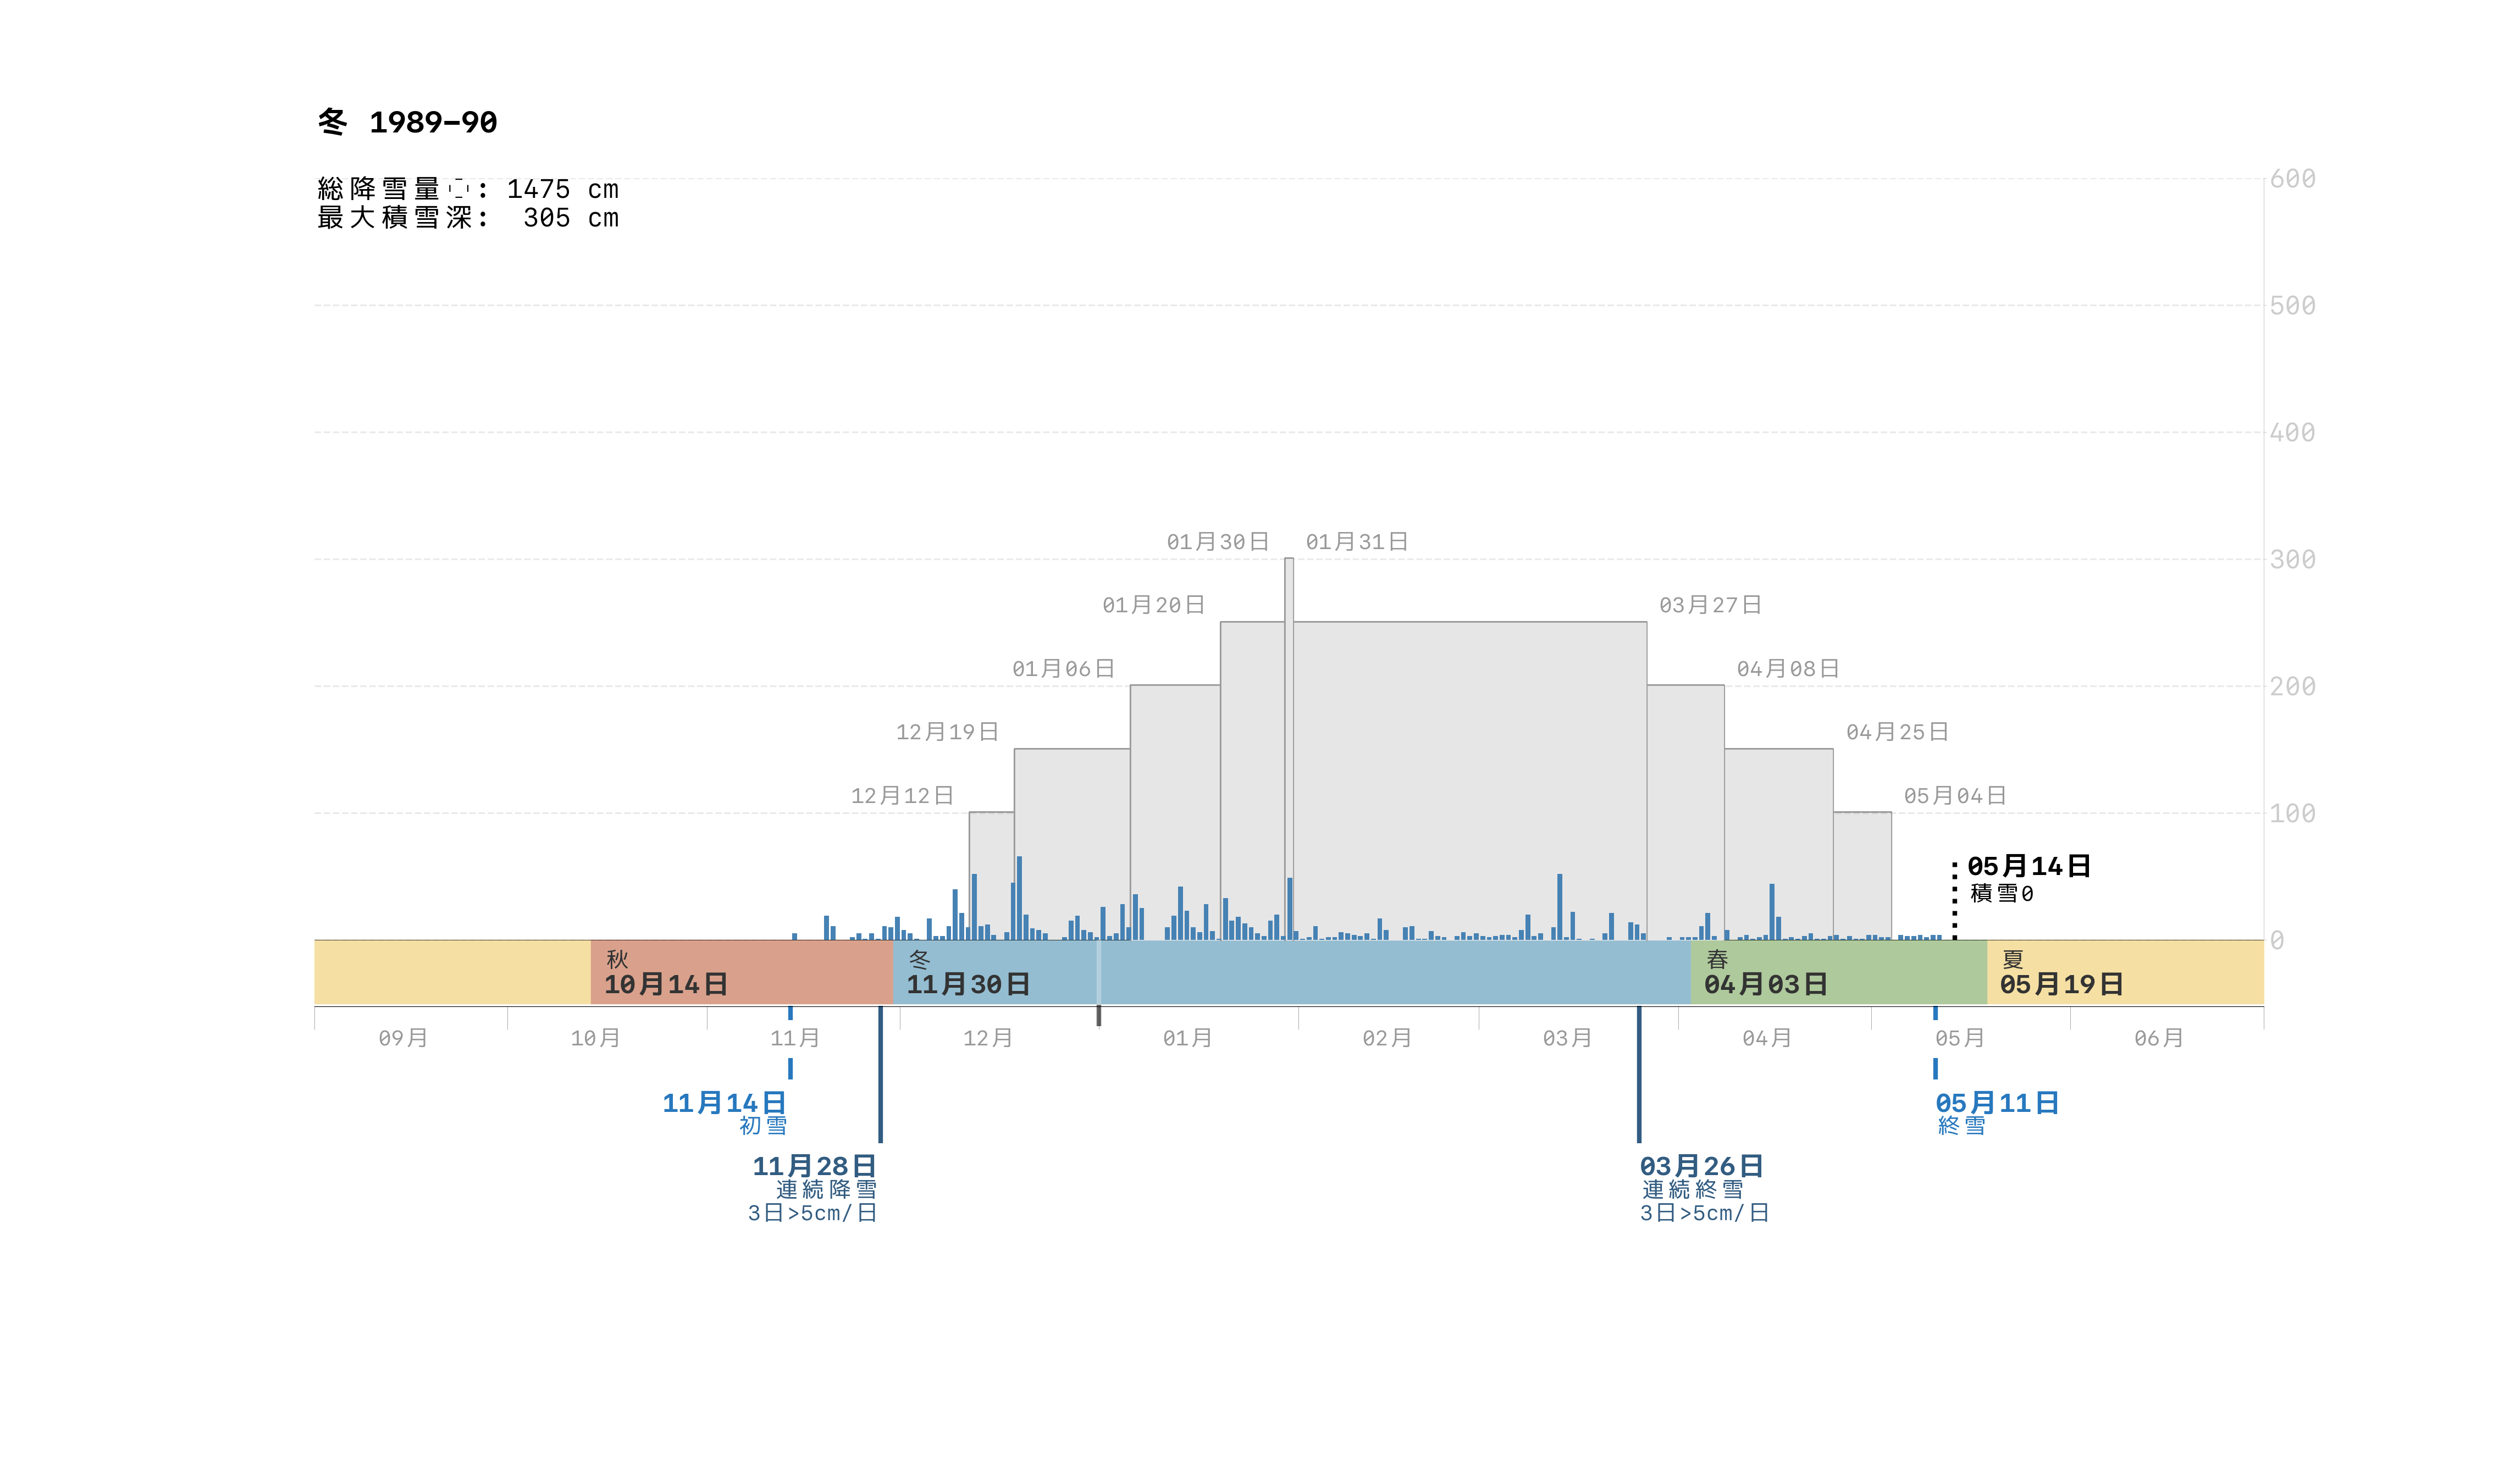 冬 1989–90
総降雪量 : 1475 cm
最大積雪深: 305 cm
600
500
400
300
200
100
0
01月30日
01月31日
01月20日
03月27日
01月06日
04月08日
12月19日
04月25日
12月12日
05月04日
05月14日
積雪0
秋
10月14日
冬
11月30日
春
04月03日
夏
05月19日
09月
10月
11月
12月
01月
02月
03月
04月
05月
06月
11月14日
初雪
05月11日
終雪
11月28日
連続降雪
3日>5cm/日
03月26日
連続終雪
3日>5cm/日